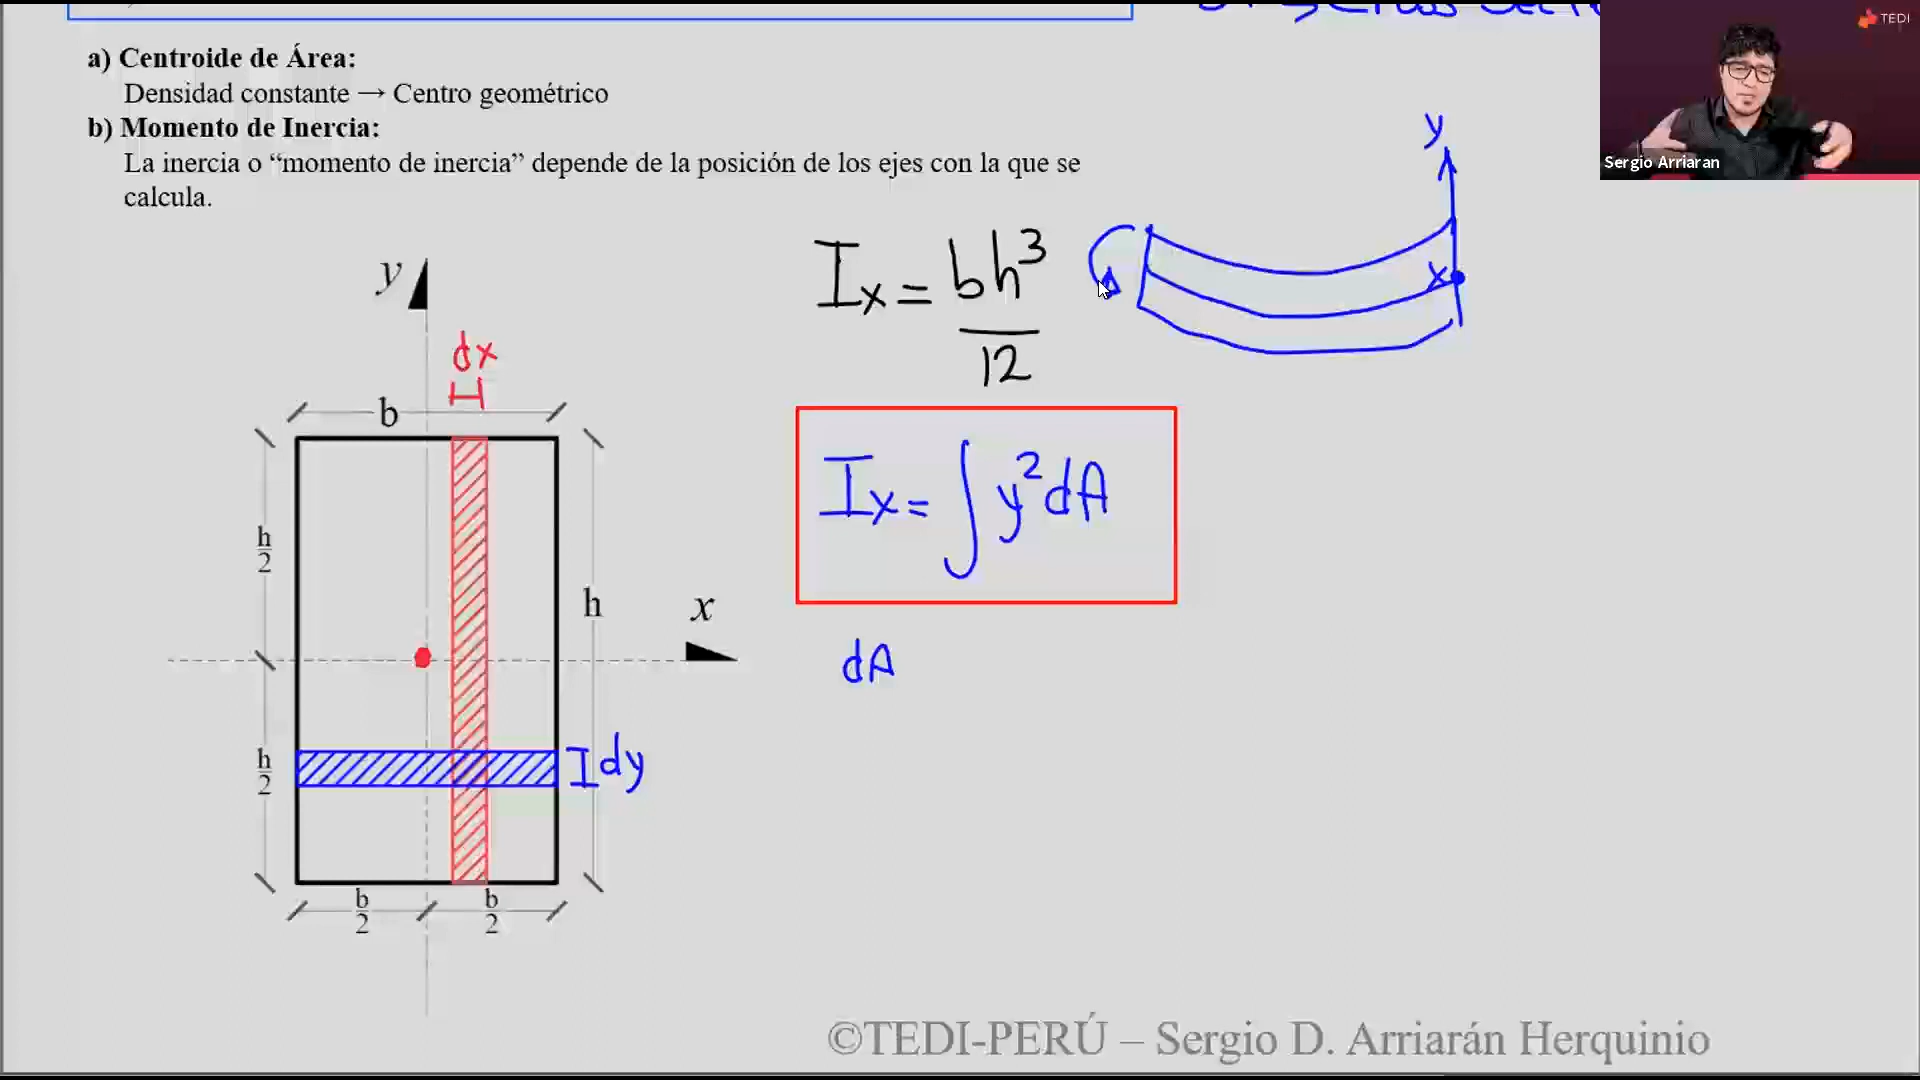 TEDI
Sergio Arriaran
a) Centroide de Área:
Densidad constante → Centro geométrico
b) Momento de Inercia:
La inercia o “momento de inercia” depende de la posición de los ejes con la que se
calcula.
y
Ix = bh³
12
y
x
dx
b
Ix = ∫ y² dA
h
2
h
x
dA
h
2
I dy
b
2
b
2
©TEDI-PERÚ – Sergio D. Arriarán Herquinio